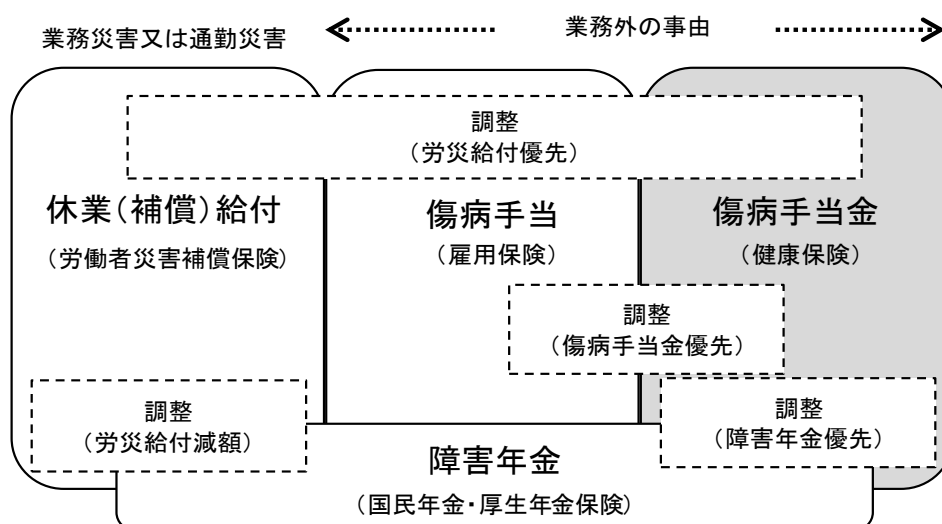 業務災害又は通勤災害
業務外の事由
調整
（労災給付優先）
休業（補償）給付
（労働者災害補償保険）
傷病手当
（雇用保険）
傷病手当金
（健康保険）
調整
（傷病手当金優先）
調整
（労災給付減額）
調整
（障害年金優先）
障害年金
（国民年金・厚生年金保険）